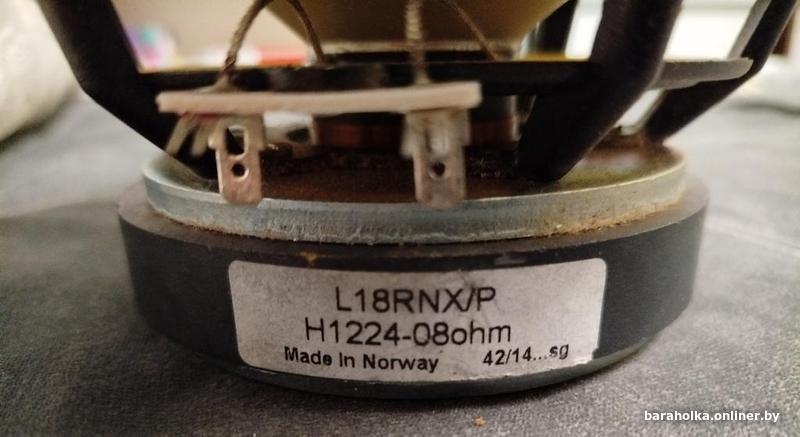 L18RNX/P
H1224-08ohm
Made In Norway 42/14...sg
baraholka.onliner.by